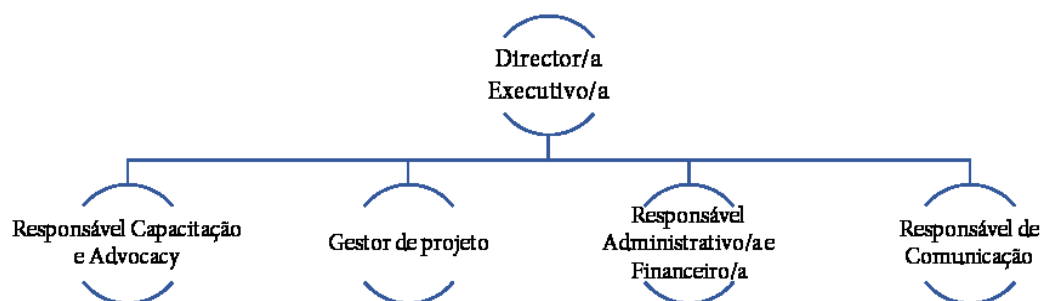 Director/a
Executivo/a
Responsável Capacitação
e Advocacy
Gestor de projeto
Responsável
Administrativo/a e
Financeiro/a
Responsável de
Comunicação